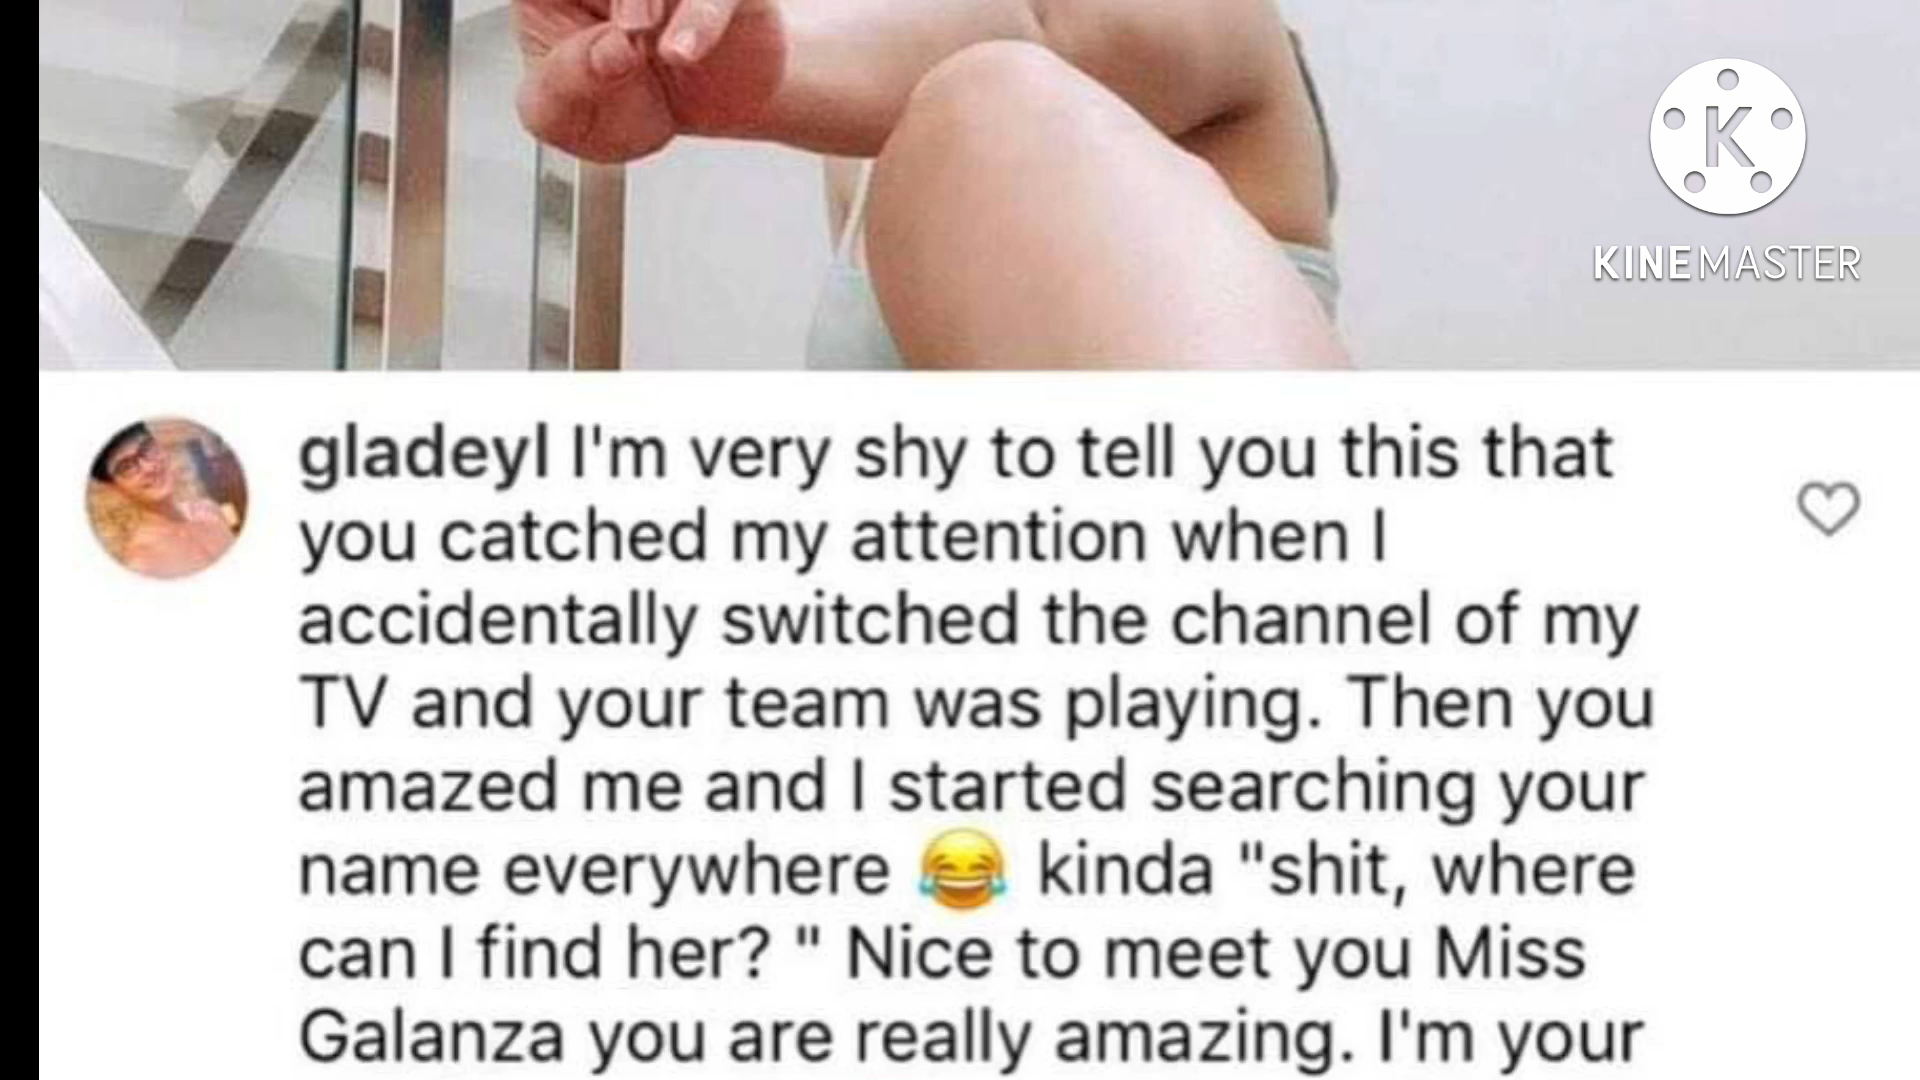 K
KINEMASTER
gladeyl I'm very shy to tell you this that
you catched my attention when I
accidentally switched the channel of my
TV and your team was playing. Then you
amazed me and I started searching your
name everywhere 😂 kinda "shit, where
can I find her? " Nice to meet you Miss
Galanza you are really amazing. I'm your